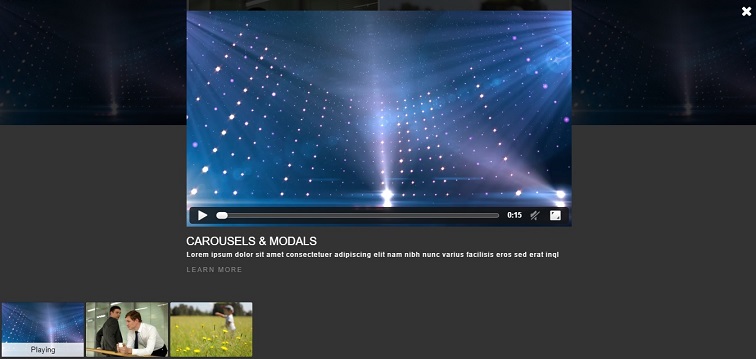 0:15
CAROUSELS & MODALS
Lorem ipsum dolor sit amet consectetuer adipiscing elit nam nibh nunc varius facilisis eros sed erat inql
LEARN MORE
Playing